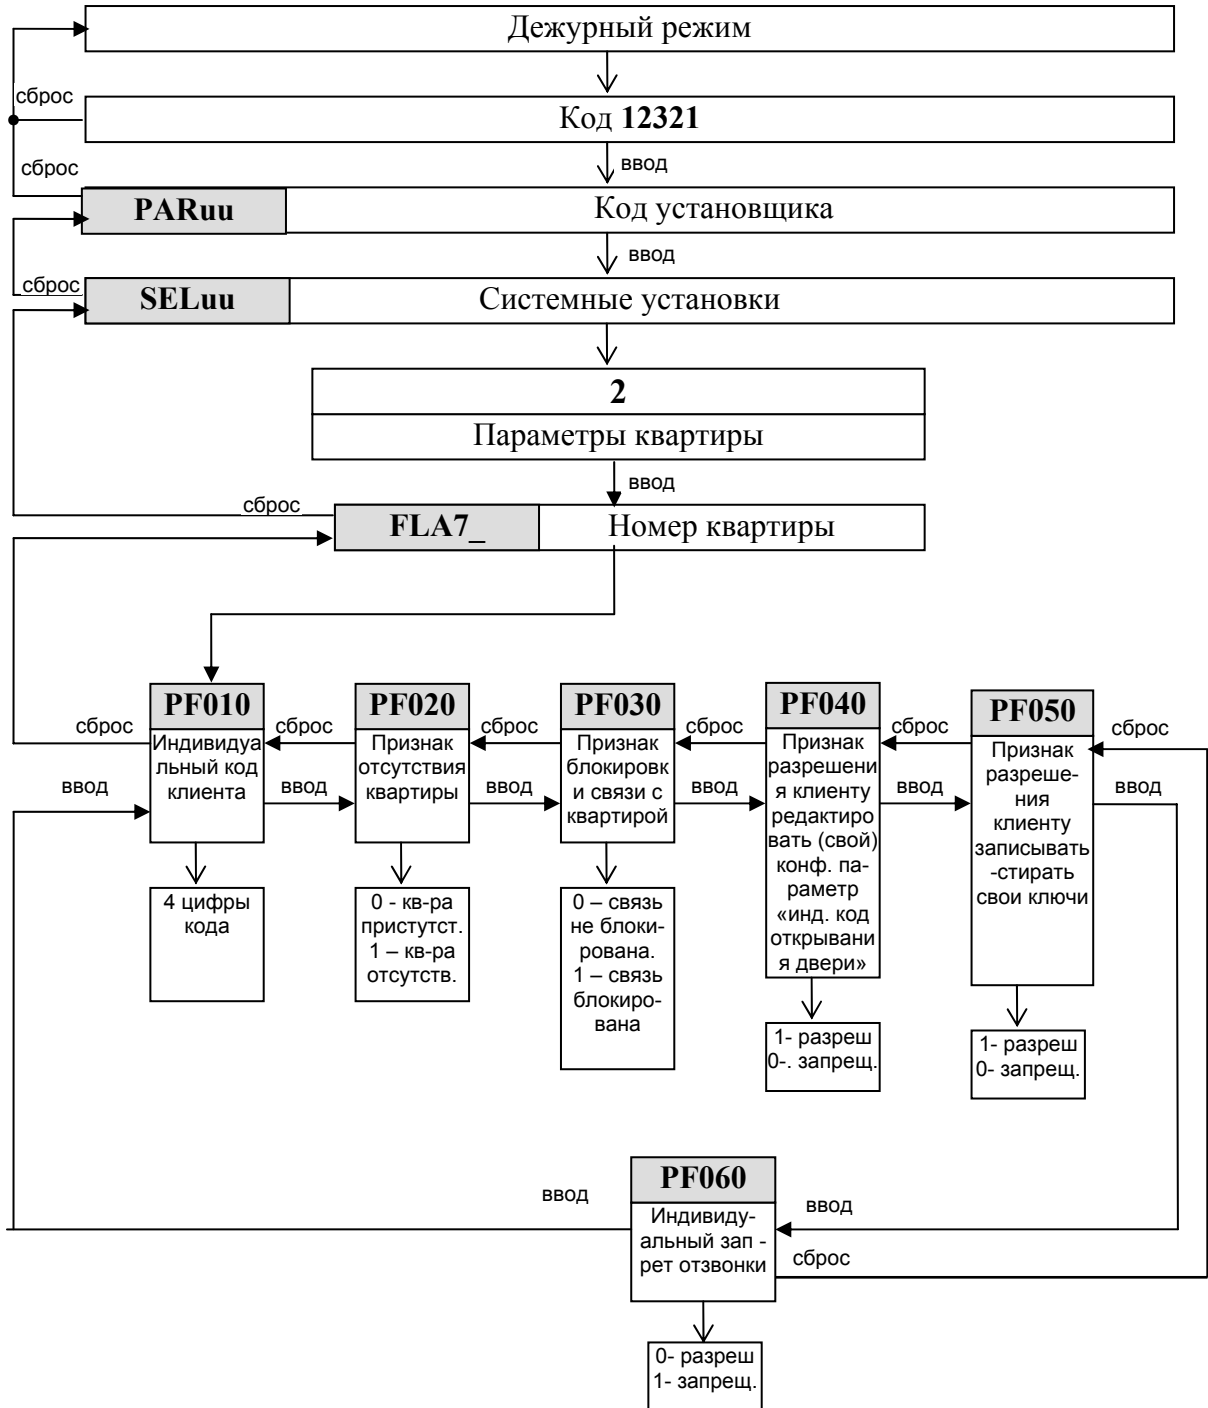 Дежурный режим
сброс
Код 12321
сброс
ввод
PARuu
Код установщика
ввод
сброс
SELuu
Системные установки
2
Параметры квартиры
ввод
сброс
FLA7_
Номер квартиры
PF010
PF020
PF030
PF040
PF050
сброс
сброс
сброс
сброс
сброс
сброс
ввод
ввод
ввод
ввод
ввод
ввод
Индивидуа
льный код
клиента
Признак
отсутствия
квартиры
Признак
блокировк
и связи с
квартирой
Признак
разрешени
я клиенту
редактиро
вать (свой)
конф. па-
раметр
«инд. код
открывани
я двери»
Признак
разреше-
ния
клиенту
записывать
-стирать
свои ключи
4 цифры
кода
0 - кв-ра
пристутст.
1 – кв-ра
отсутств.
0 – связь
не блоки-
рована.
1 – связь
блокиро-
вана
1- разреш
0-. запрещ.
1- разреш
0- запрещ.
PF060
ввод
ввод
Индивиду-
альный зап -
рет отзвонки
сброс
0- разреш
1- запрещ.